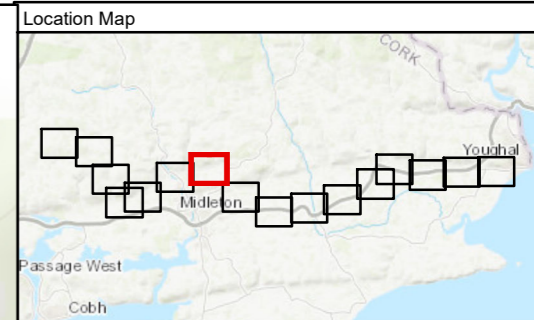 Location Map
CORK
Youghal
Midleton
Passage West
Cobh